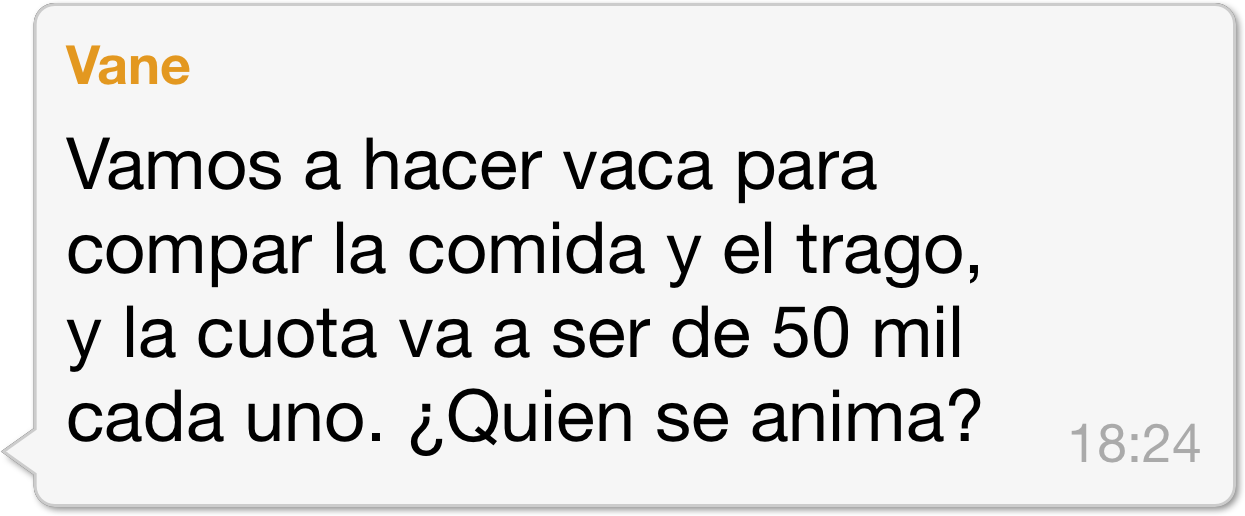 Vane
Vamos a hacer vaca para
compar la comida y el trago,
y la cuota va a ser de 50 mil
cada uno. ¿Quien se anima?
18:24